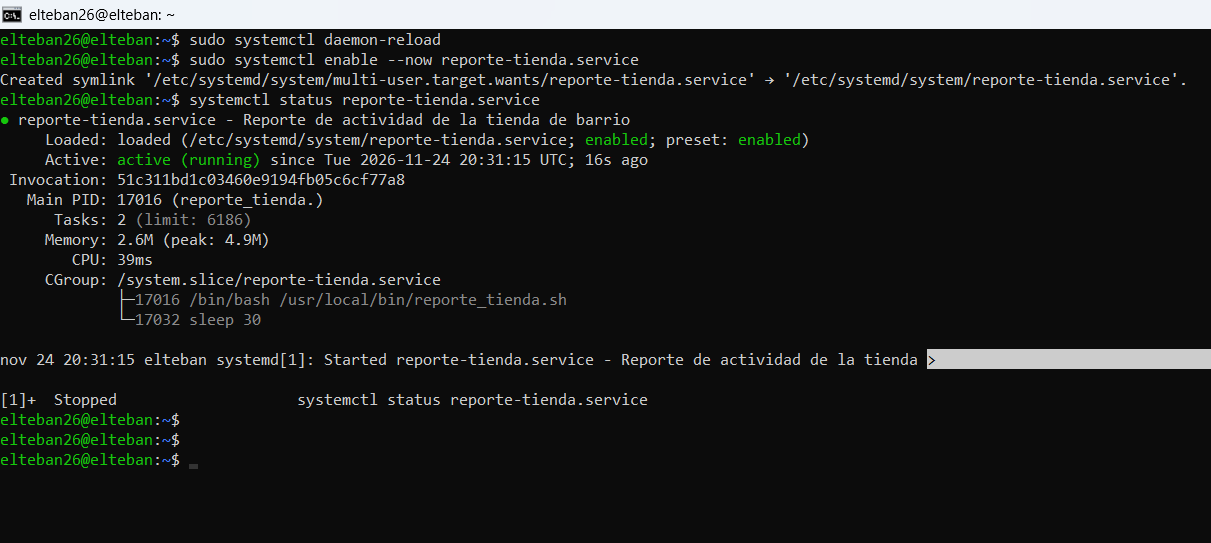 elteban26@elteban: ~
elteban26@elteban:~$ sudo systemctl daemon-reload
elteban26@elteban:~$ sudo systemctl enable --now reporte-tienda.service
Created symlink '/etc/systemd/system/multi-user.target.wants/reporte-tienda.service' → '/etc/systemd/system/reporte-tienda.service'.
elteban26@elteban:~$ systemctl status reporte-tienda.service
● reporte-tienda.service - Reporte de actividad de la tienda de barrio
     Loaded: loaded (/etc/systemd/system/reporte-tienda.service; enabled; preset: enabled)
     Active: active (running) since Tue 2026-11-24 20:31:15 UTC; 16s ago
 Invocation: 51c311bd1c03460e9194fb05c6cf77a8
   Main PID: 17016 (reporte_tienda.)
      Tasks: 2 (limit: 6186)
     Memory: 2.6M (peak: 4.9M)
        CPU: 39ms
     CGroup: /system.slice/reporte-tienda.service
             ├─17016 /bin/bash /usr/local/bin/reporte_tienda.sh
             └─17032 sleep 30
nov 24 20:31:15 elteban systemd[1]: Started reporte-tienda.service - Reporte de actividad de la tienda >
[1]+  Stopped                    systemctl status reporte-tienda.service
elteban26@elteban:~$
elteban26@elteban:~$
elteban26@elteban:~$